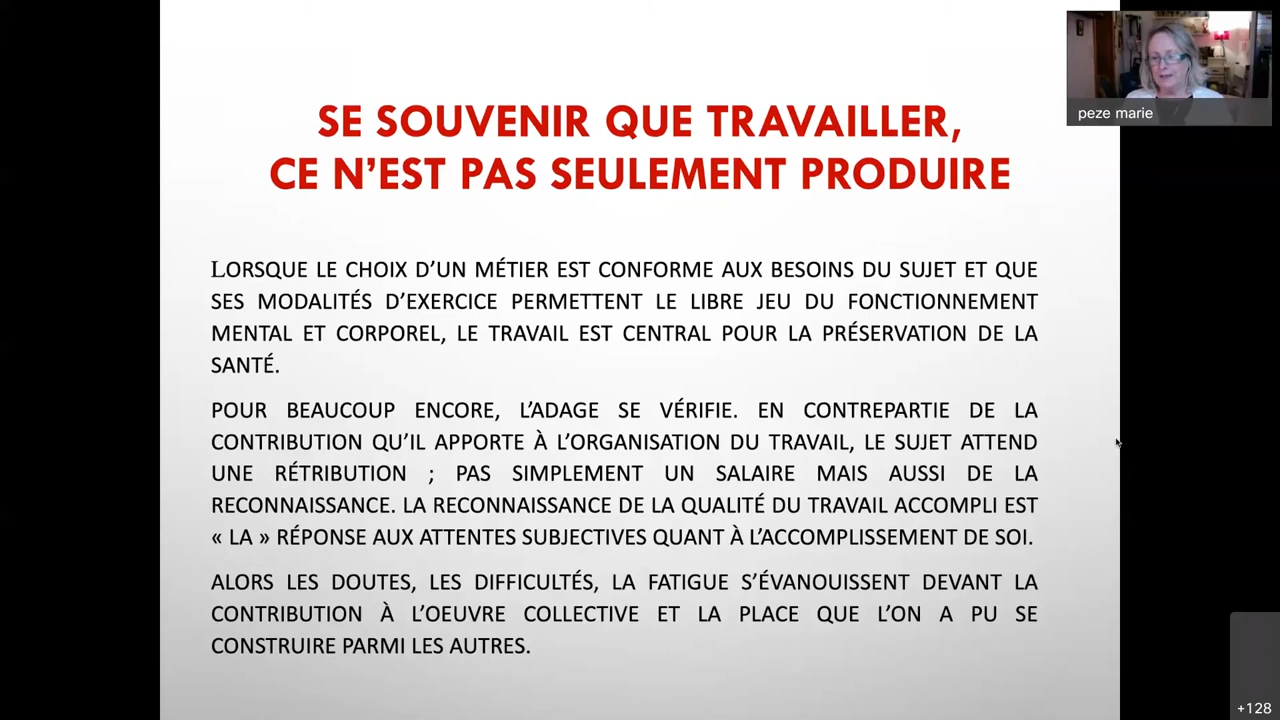 SE SOUVENIR QUE TRAVAILLER,
CE N'EST PAS SEULEMENT PRODUIRE
LORSQUE LE CHOIX D'UN MÉTIER EST CONFORME AUX BESOINS DU SUJET ET QUE
SES MODALITÉS D'EXERCICE PERMETTENT LE LIBRE JEU DU FONCTIONNEMENT
MENTAL ET CORPOREL, LE TRAVAIL EST CENTRAL POUR LA PRÉSERVATION DE LA
SANTÉ.
POUR BEAUCOUP ENCORE, L'ADAGE SE VÉRIFIE. EN CONTREPARTIE DE LA
CONTRIBUTION QU'IL APPORTE À L'ORGANISATION DU TRAVAIL, LE SUJET ATTEND
UNE RÉTRIBUTION ; PAS SIMPLEMENT UN SALAIRE MAIS AUSSI DE LA
RECONNAISSANCE. LA RECONNAISSANCE DE LA QUALITÉ DU TRAVAIL ACCOMPLI EST
« LA » RÉPONSE AUX ATTENTES SUBJECTIVES QUANT À L'ACCOMPLISSEMENT DE SOI.
ALORS LES DOUTES, LES DIFFICULTÉS, LA FATIGUE S'ÉVANOUISSENT DEVANT LA
CONTRIBUTION À L'OEUVRE COLLECTIVE ET LA PLACE QUE L'ON A PU SE
CONSTRUIRE PARMI LES AUTRES.
peze marie
+128